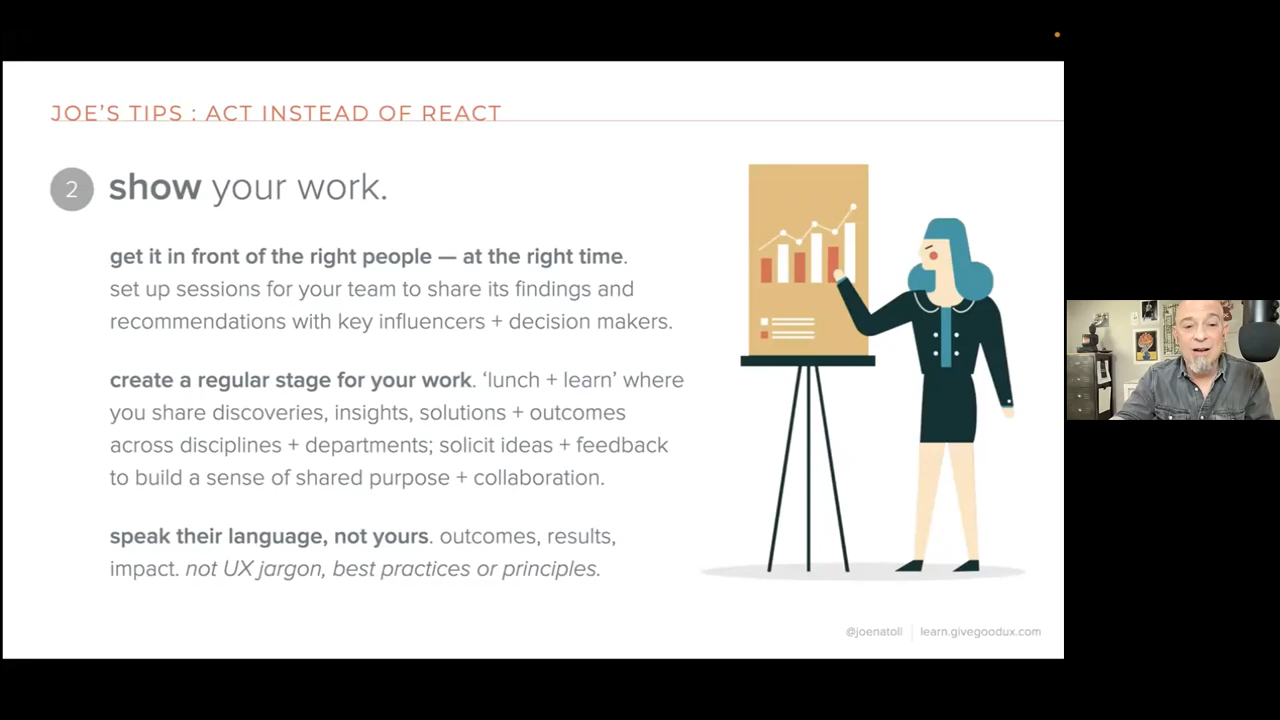 JOE'S TIPS : ACT INSTEAD OF REACT
2 show your work.
get it in front of the right people — at the right time.
set up sessions for your team to share its findings and
recommendations with key influencers + decision makers.
create a regular stage for your work. ‘lunch + learn’ where
you share discoveries, insights, solutions + outcomes
across disciplines + departments; solicit ideas + feedback
to build a sense of shared purpose + collaboration.
speak their language, not yours. outcomes, results,
impact. not UX jargon, best practices or principles.
@joenatoll | learn.givegoodux.com